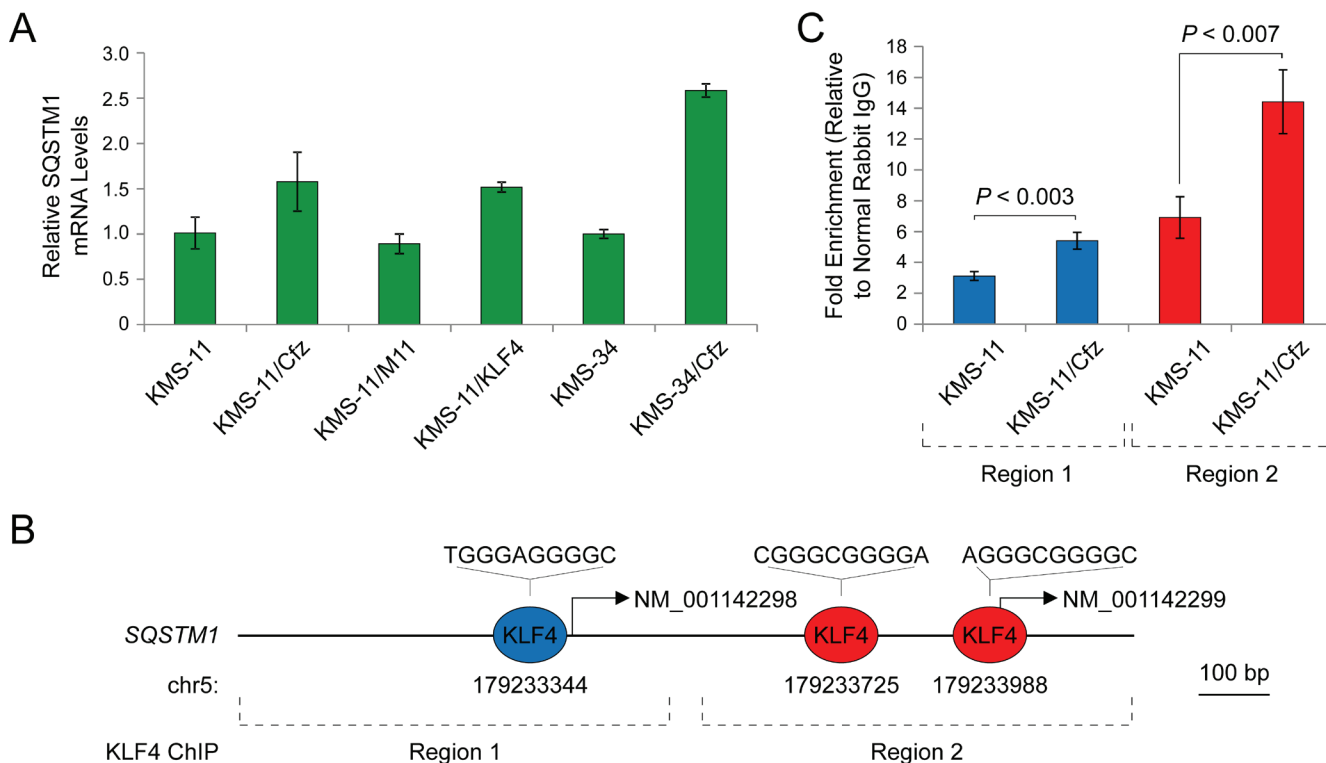 A
Relative SQSTM1
mRNA Levels
3.0
2.5
2.0
1.5
1.0
0.5
0
KMS-11
KMS-11/Cfz
KMS-11/M11
KMS-11/KLF4
KMS-34
KMS-34/Cfz
C
Fold Enrichment (Relative
to Normal Rabbit IgG)
18
16
14
12
10
8
6
4
2
0
P < 0.003
P < 0.007
KMS-11
KMS-11/Cfz
KMS-11
KMS-11/Cfz
Region 1
Region 2
B
TGGGAGGGGC
CGGGCGGGGA
AGGGCGGGGC
NM_001142298
NM_001142299
SQSTM1
KLF4
KLF4
KLF4
chr5:
179233344
179233725
179233988
100 bp
KLF4 ChIP
Region 1
Region 2